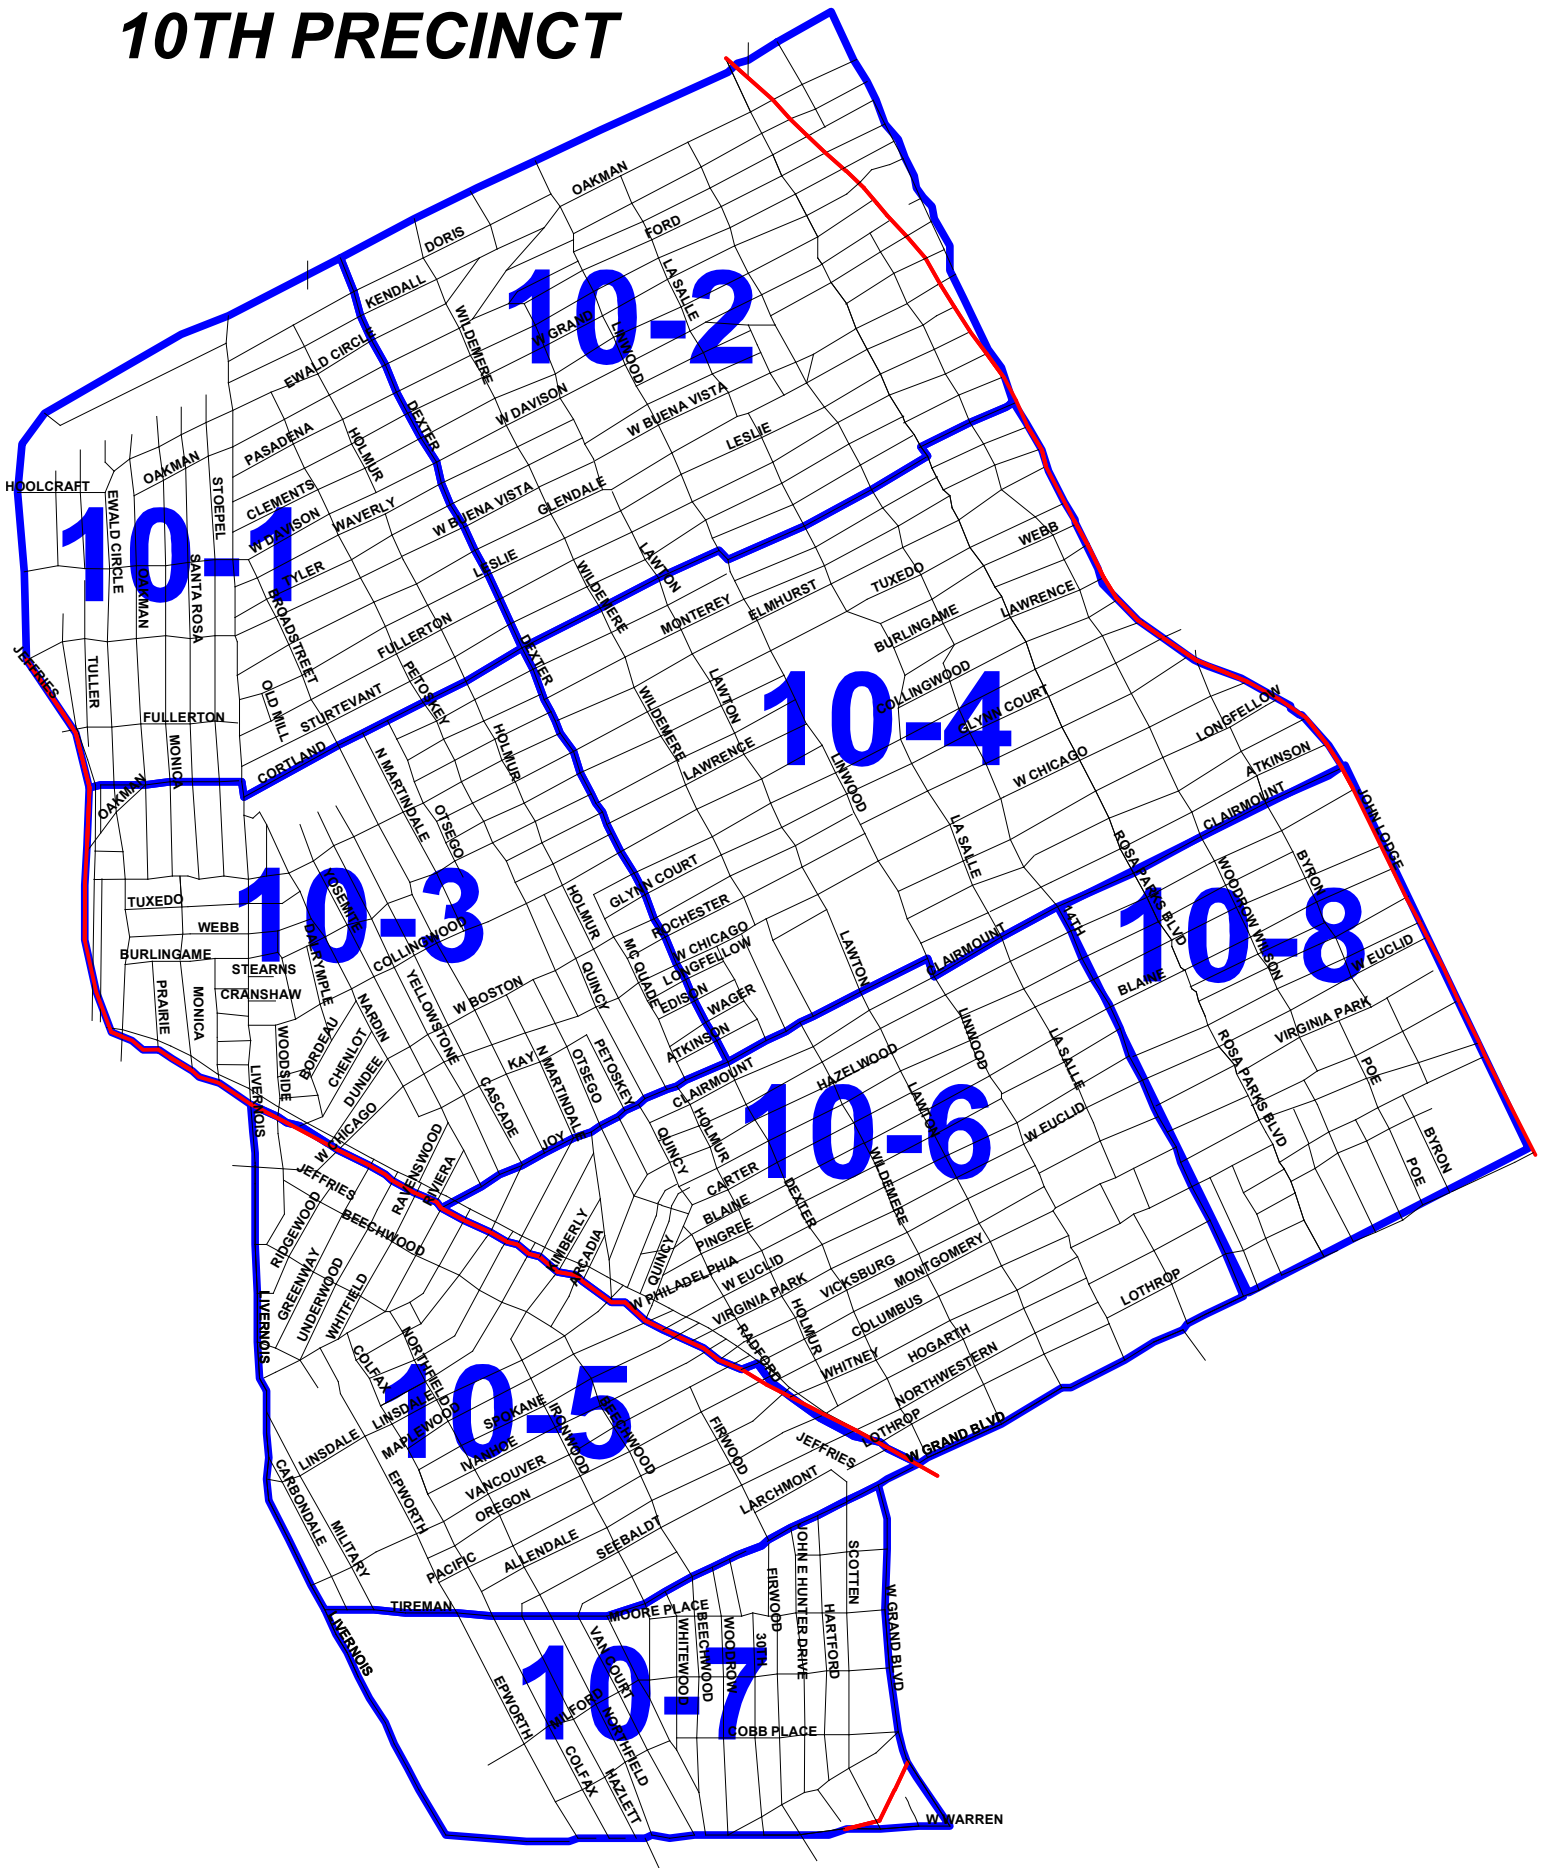 10TH PRECINCT
OAKMAN
FORD
DORIS
KENDALL
LA SALLE
10-2
WILDEMERE
W GRAND
LINWOOD
EWALD CIRCLE
W DAVISON
W BUENA VISTA
DEXTER
LESLIE
PASADENA
HOLMUR
OAKMAN
HOOLCRAFT
STOEPEL
CLEMENTS
W DAVISON
WAVERLY
W BUENA VISTA
GLENDALE
EWALD CIRCLE
10-1
SANTA ROSA
OAKMAN
TYLER
LESLIE
BROADSTREET
LAWTON
WILDEMERE
WEBB
TUXEDO
ELMHURST
MONTEREY
LAWRENCE
BURLINGAME
FULLERTON
DEXTER
JEFFRIES
TULLER
OLD MILL
STURTEVANT
PETOSKEY
FULLERTON
MONICA
CORTLAND
OAKMAN
N MARTINDALE
HOLMUR
WILDEMERE
LAWTON
10-4
COLLINGWOOD
GLYNN COURT
LAWRENCE
LINWOOD
W CHICAGO
LONGFELLOW
ATKINSON
CLAIRMOUNT
JOHN LODGE
OTSEGO
LA SALLE
ROSA PARKS BLVD
WOODROW WILSON
BYRON
10-3
YOSEMITE
TUXEDO
WEBB
BURLINGAME
STEARNS
CRANSHAW
DALRYMPLE
COLLINGWOOD
GLYNN COURT
ROCHESTER
W CHICAGO
LONGFELLOW
EDISON
WAGER
ATKINSON
HOLMUR
MC QUADE
QUINCY
LAWTON
CLAIRMOUNT
14TH
10-8
BLAINE
W EUCLID
VIRGINIA PARK
PRAIRIE
MONICA
NARDIN
YELLOWSTONE
W BOSTON
WOODSIDE
BORDEAU
CHENLOT
DUNDEE
W CHICAGO
LIVERNOIS
KAY
N MARTINDALE
OTSEGO
PETOSKEY
CASCADE
JOY
CLAIRMOUNT
HAZELWOOD
LINWOOD
LA SALLE
ROSA PARKS BLVD
POE
BYRON
POE
10-6
LAWTON
W EUCLID
QUINCY
HOLMUR
CARTER
BLAINE
PINGREE
W PHILADELPHIA
W EUCLID
VIRGINIA PARK
DEXTER
WILDEMERE
VICKSBURG
MONTGOMERY
COLUMBUS
HOGARTH
LOTHROP
WHITNEY
NORTHWESTERN
LOTHROP
HOLMUR
RADFORD
JEFFRIES
RAVENSWOOD
RIVIERA
RIDGEWOOD
BEECHWOOD
GREENWAY
UNDERWOOD
WHITFIELD
KIMBERLY
ARCADIA
QUINCY
LIVERNOIS
COLFAX
NORTHFIELD
10-5
LINSDALE
LINSDALE
MAPLEWOOD
SPOKANE
IVANHOE
VANCOUVER
OREGON
IRONWOOD
BEECHWOOD
FIRWOOD
JEFFRIES
W GRAND BLVD
LARCHMONT
CARBONDALE
MILITARY
EPWORTH
PACIFIC
ALLENDALE
SEEBALDT
TIREMAN
MOORE PLACE
LIVERNOIS
FIRWOOD
JOHN E HUNTER DRIVE
SCOTTEN
HARTFORD
W GRAND BLVD
WHITEWOOD
BEECHWOOD
WOODROW
30TH
VAN COURT
10-7
MILFORD
EPWORTH
NORTHFIELD
COBB PLACE
COLFAX
HAZLETT
W WARREN